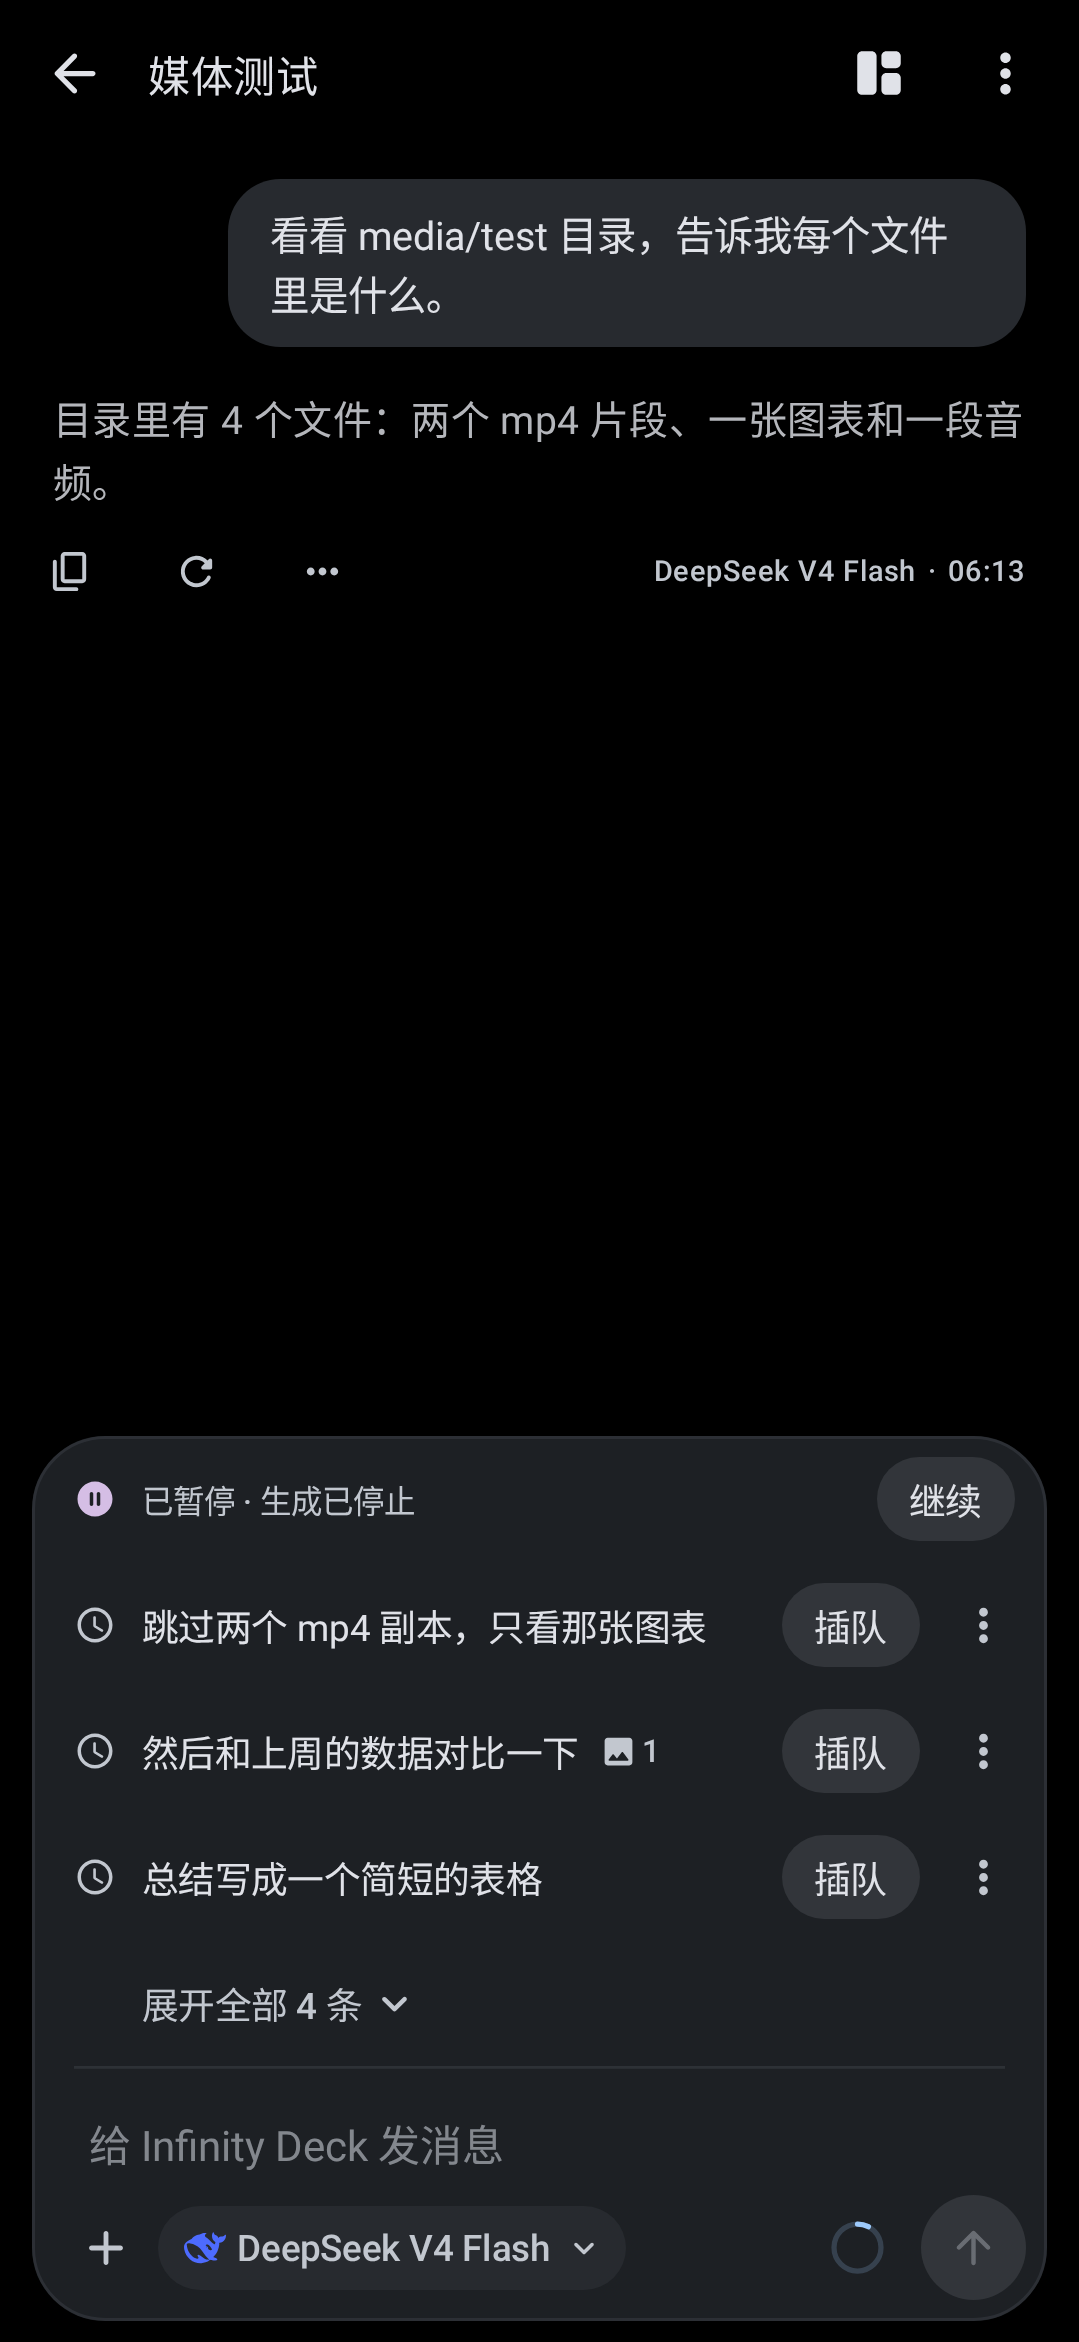 媒体测试
看看 media/test 目录，告诉我每个文件
里是什么。
目录里有 4 个文件：两个 mp4 片段、一张图表和一段音
频。
DeepSeek V4 Flash · 06:13
已暂停 · 生成已停止
继续
跳过两个 mp4 副本，只看那张图表
插队
然后和上周的数据对比一下 1
插队
总结写成一个简短的表格
插队
展开全部 4 条
给 Infinity Deck 发消息
DeepSeek V4 Flash